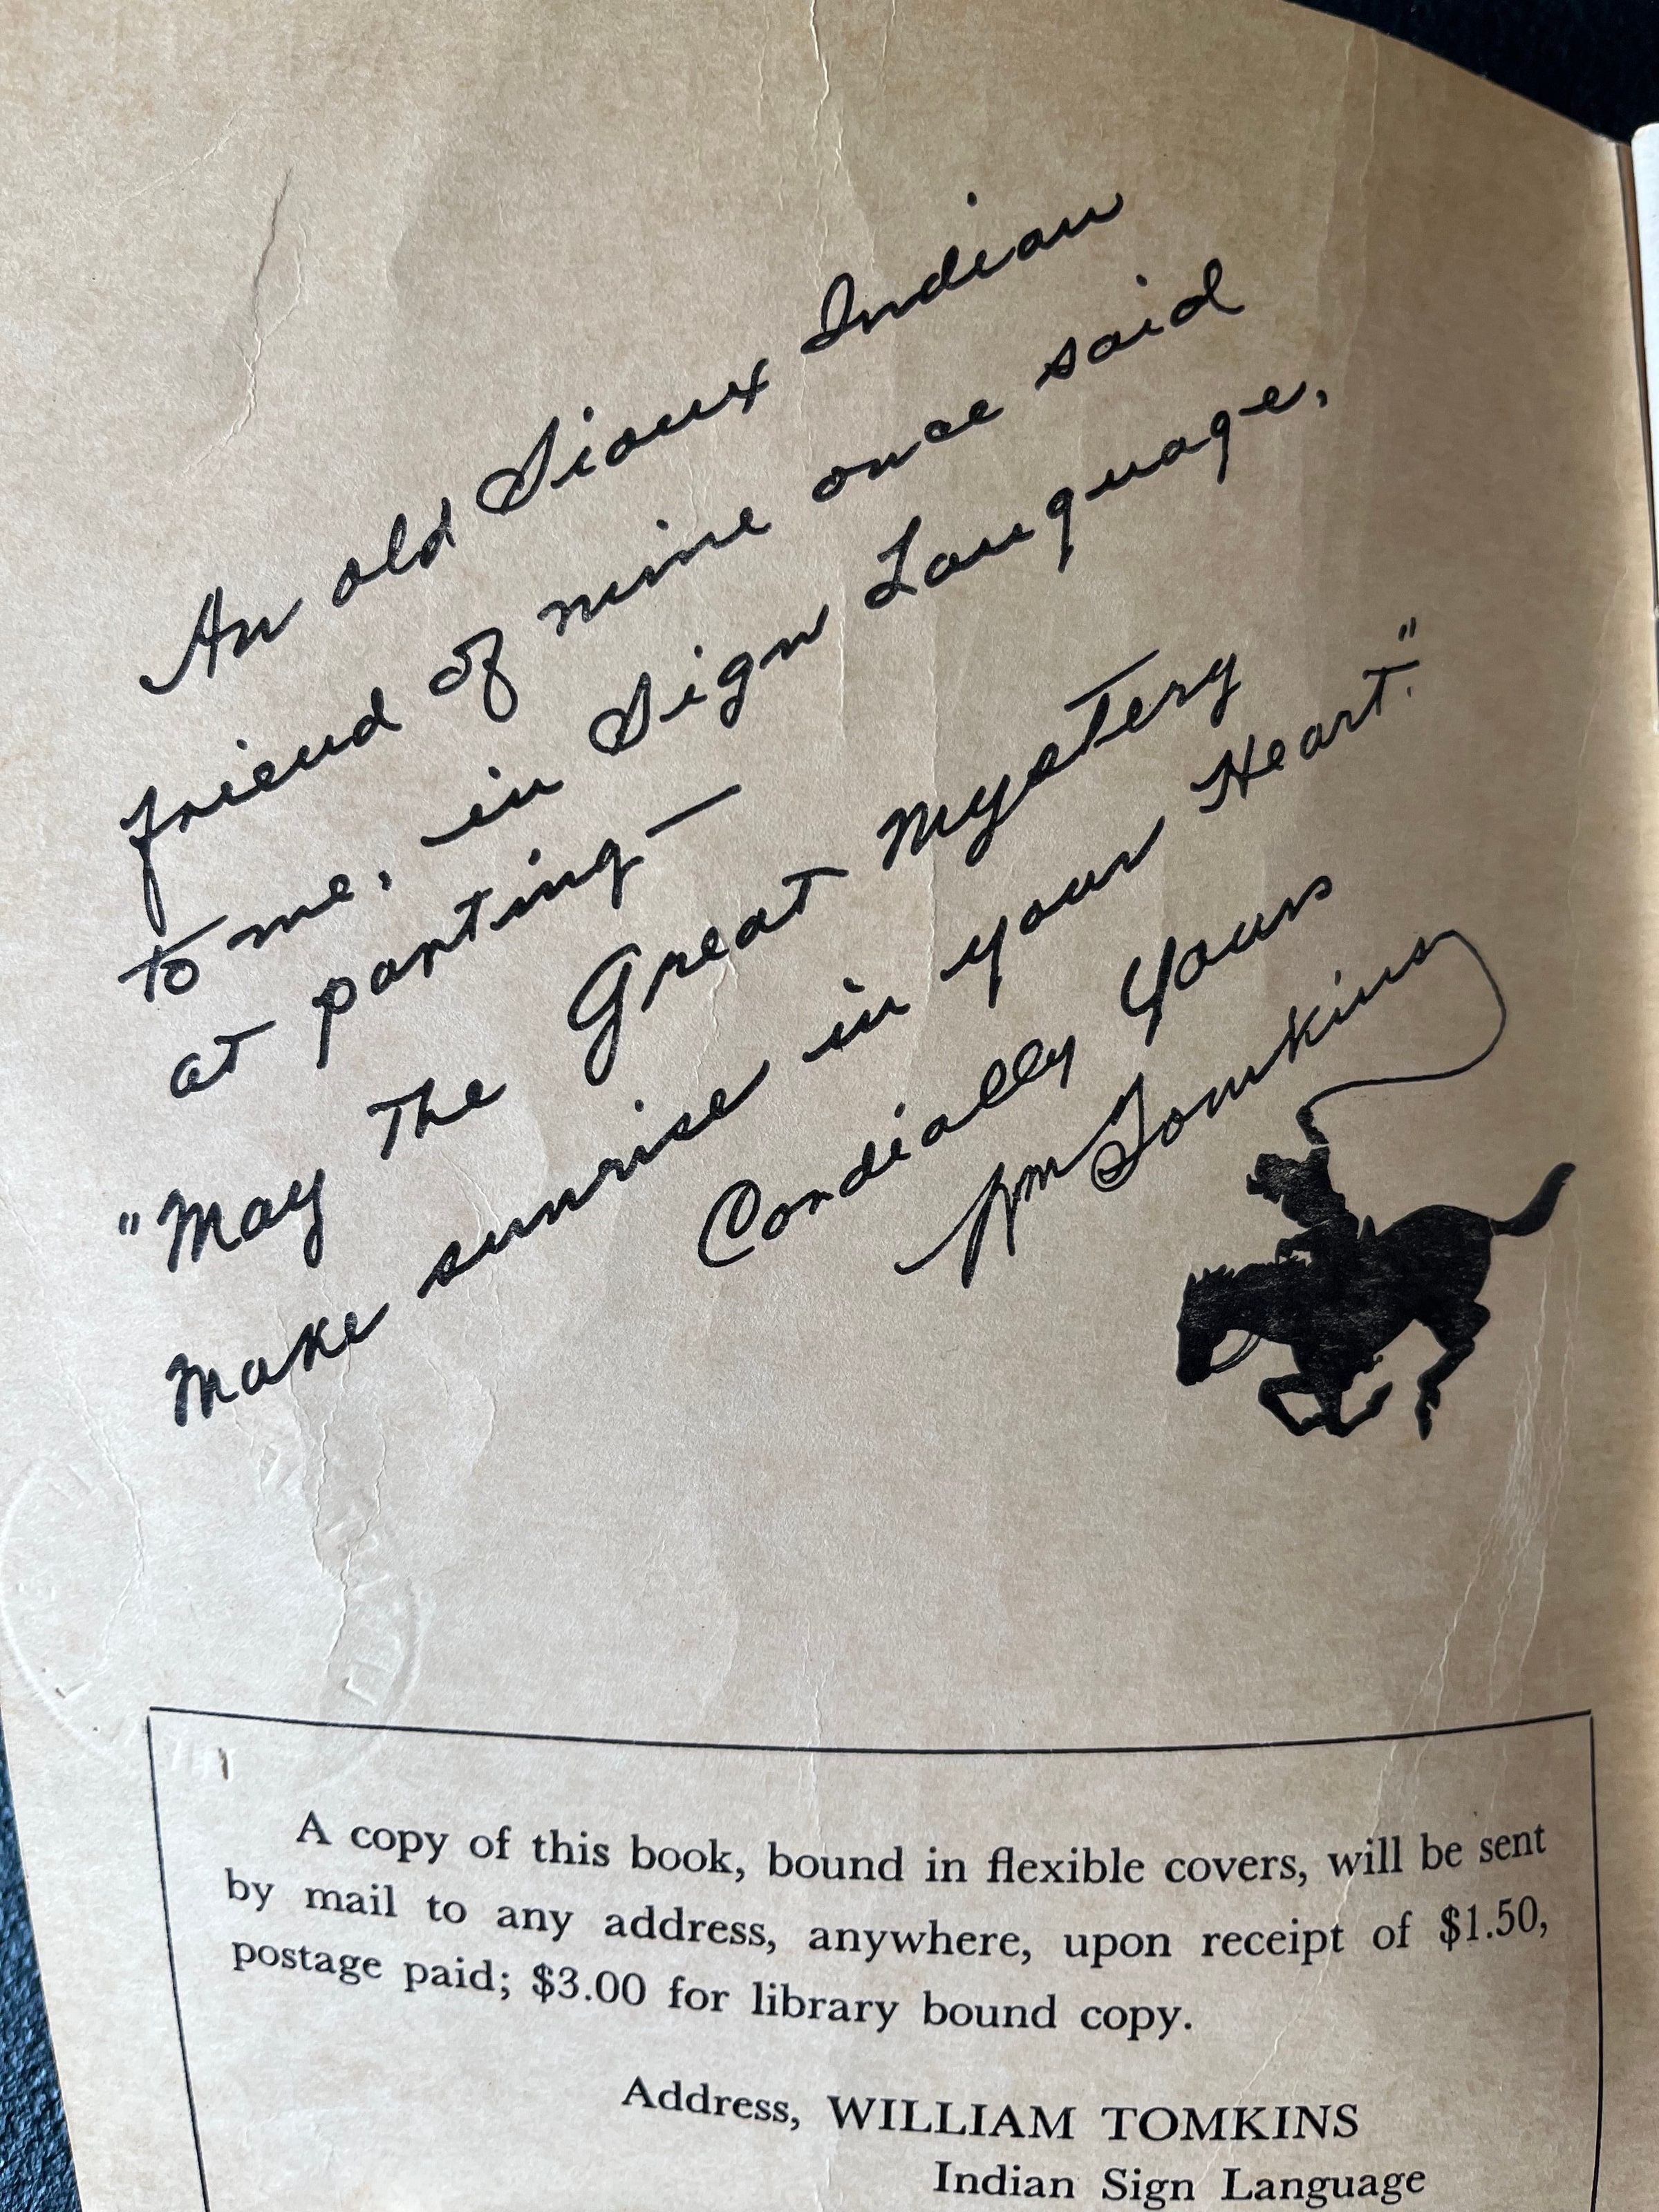 An old Sioux Indian
friend of mine once said
to me, in Sign Language,
at parting—
"May The Great Mystery
make sunrise in your Heart."
Cordially Yours
Wm Tomkins
A copy of this book, bound in flexible covers, will be sent
by mail to any address, anywhere, upon receipt of $1.50,
postage paid; $3.00 for library bound copy.
Address, WILLIAM TOMKINS
Indian Sign Language